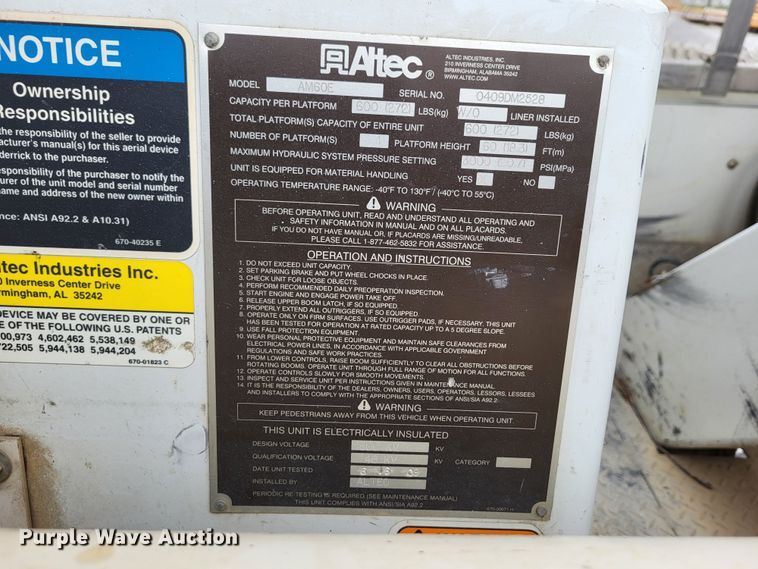 NOTICE
Ownership
Responsibilities
the responsibility of the seller to provide
acturer's manual(s) for this aerial device
derrick to the purchaser.
sponsibility of the purchaser to notify the
urer of the unit model and serial number
name and address of the new owner within
ance: ANSI A92.2 & A10.31)
670-40235 E
ltec Industries Inc.
0 Inverness Center Drive
rmingham, AL 35242
DEVICE MAY BE COVERED BY ONE OR
E OF THE FOLLOWING U.S. PATENTS
00,973 4,602,462 5,538,149
722,505 5,944,138 5,944,204
670-01823 C
Altec®
ALTEC INDUSTRIES, INC.
210 INVERNESS CENTER DRIVE
BIRMINGHAM, ALABAMA 35242
MODEL AM60E SERIAL NO. 0409DM2528
CAPACITY PER PLATFORM 600 (272) LBS(kg) W/O LINER INSTALLED
TOTAL PLATFORM(S) CAPACITY OF ENTIRE UNIT 600 (272) LBS(kg)
NUMBER OF PLATFORM(S) PLATFORM HEIGHT 60 (18.3) FT(m)
MAXIMUM HYDRAULIC SYSTEM PRESSURE SETTING 3000 (20.7) PSI(MPa)
UNIT IS EQUIPPED FOR MATERIAL HANDLING YES NO
OPERATING TEMPERATURE RANGE: -40°F TO 130°F / (-40°C TO 55°C)
WARNING
BEFORE OPERATING UNIT, READ AND UNDERSTAND ALL OPERATING AND
SAFETY INFORMATION IN MANUAL AND ON ALL PLACARDS.
IF YOU DO NOT HAVE MANUAL OR, IF PLACARDS ARE MISSING/UNREADABLE,
PLEASE CALL 1-877-462-5832 FOR ASSISTANCE.
OPERATION AND INSTRUCTIONS
1. DO NOT EXCEED UNIT CAPACITY.
2. SET PARKING BRAKE AND PUT WHEEL CHOCKS IN PLACE.
3. CHECK UNIT FOR LOOSE OBJECTS.
4. PERFORM RECOMMENDED DAILY PREOPERATION INSPECTION.
5. START ENGINE AND ENGAGE POWER TAKE OFF.
6. RELEASE UPPER BOOM LATCH, IF SO EQUIPPED.
7. PROPERLY EXTEND ALL OUTRIGGERS, IF SO EQUIPPED.
8. OPERATE ONLY ON FIRM SURFACES. USE OUTRIGGER PADS, IF NECESSARY. THIS UNIT
HAS BEEN TESTED FOR OPERATION AT RATED CAPACITY UP TO A 5 DEGREE SLOPE.
9. USE FALL PROTECTION EQUIPMENT.
10. WEAR PERSONAL PROTECTIVE EQUIPMENT AND MAINTAIN SAFE CLEARANCES FROM
ELECTRICAL POWER LINES, IN ACCORDANCE WITH APPLICABLE GOVERNMENT
REGULATIONS AND SAFE WORK PRACTICES.
11. FROM LOWER CONTROLS, RAISE BOOM SUFFICIENTLY TO CLEAR ALL OBSTRUCTIONS BEFORE
ROTATING BOOMS. OPERATE UNIT THROUGH FULL RANGE OF MOTION FOR ALL FUNCTIONS.
12. OPERATE CONTROLS SLOWLY FOR SMOOTH MOVEMENTS.
13. INSPECT AND SERVICE UNIT PER INSTRUCTIONS GIVEN IN MAINTENANCE MANUAL.
14. IT IS THE RESPONSIBILITY OF THE DEALERS, OWNERS, USERS, OPERATORS, LESSORS, LESSEES
AND INSTALLERS TO COMPLY WITH THE APPROPRIATE SECTIONS OF ANSI/SIA A92.2.
WARNING
KEEP PEDESTRIANS AWAY FROM THIS VEHICLE WHEN OPERATING UNIT.
THIS UNIT IS ELECTRICALLY INSULATED
DESIGN VOLTAGE KV
QUALIFICATION VOLTAGE 46 KV KV CATEGORY
DATE UNIT TESTED
INSTALLED BY ALTEC
PERIODIC RE TESTING IS REQUIRED (SEE MAINTENANCE MANUAL)
THIS UNIT COMPLIES WITH ANSI/SIA A92.2
670-00671 H
Purple Wave Auction